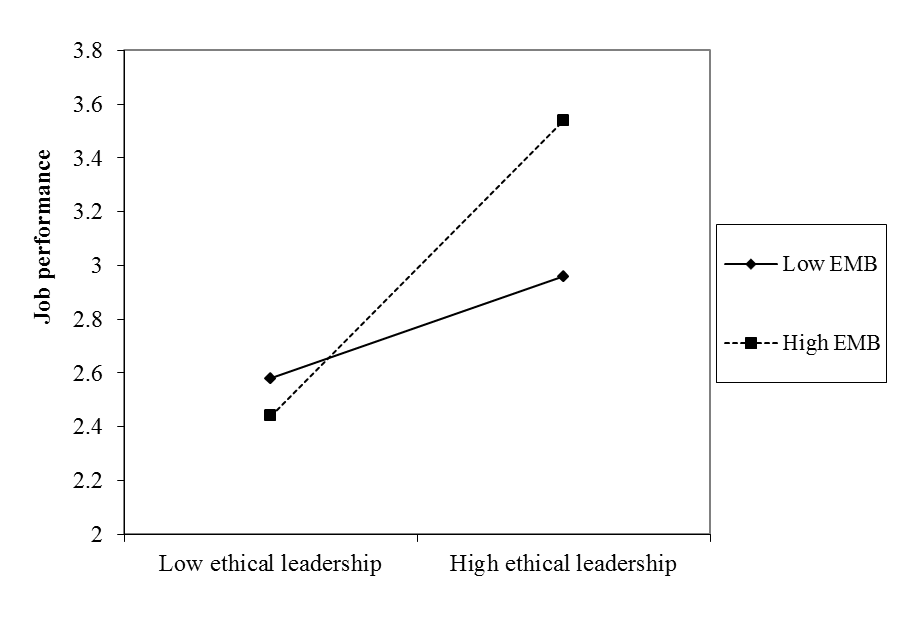 3.8
3.6
3.4
3.2
3
2.8
2.6
2.4
2.2
2
Job performance
Low ethical leadership
High ethical leadership
Low EMB
High EMB